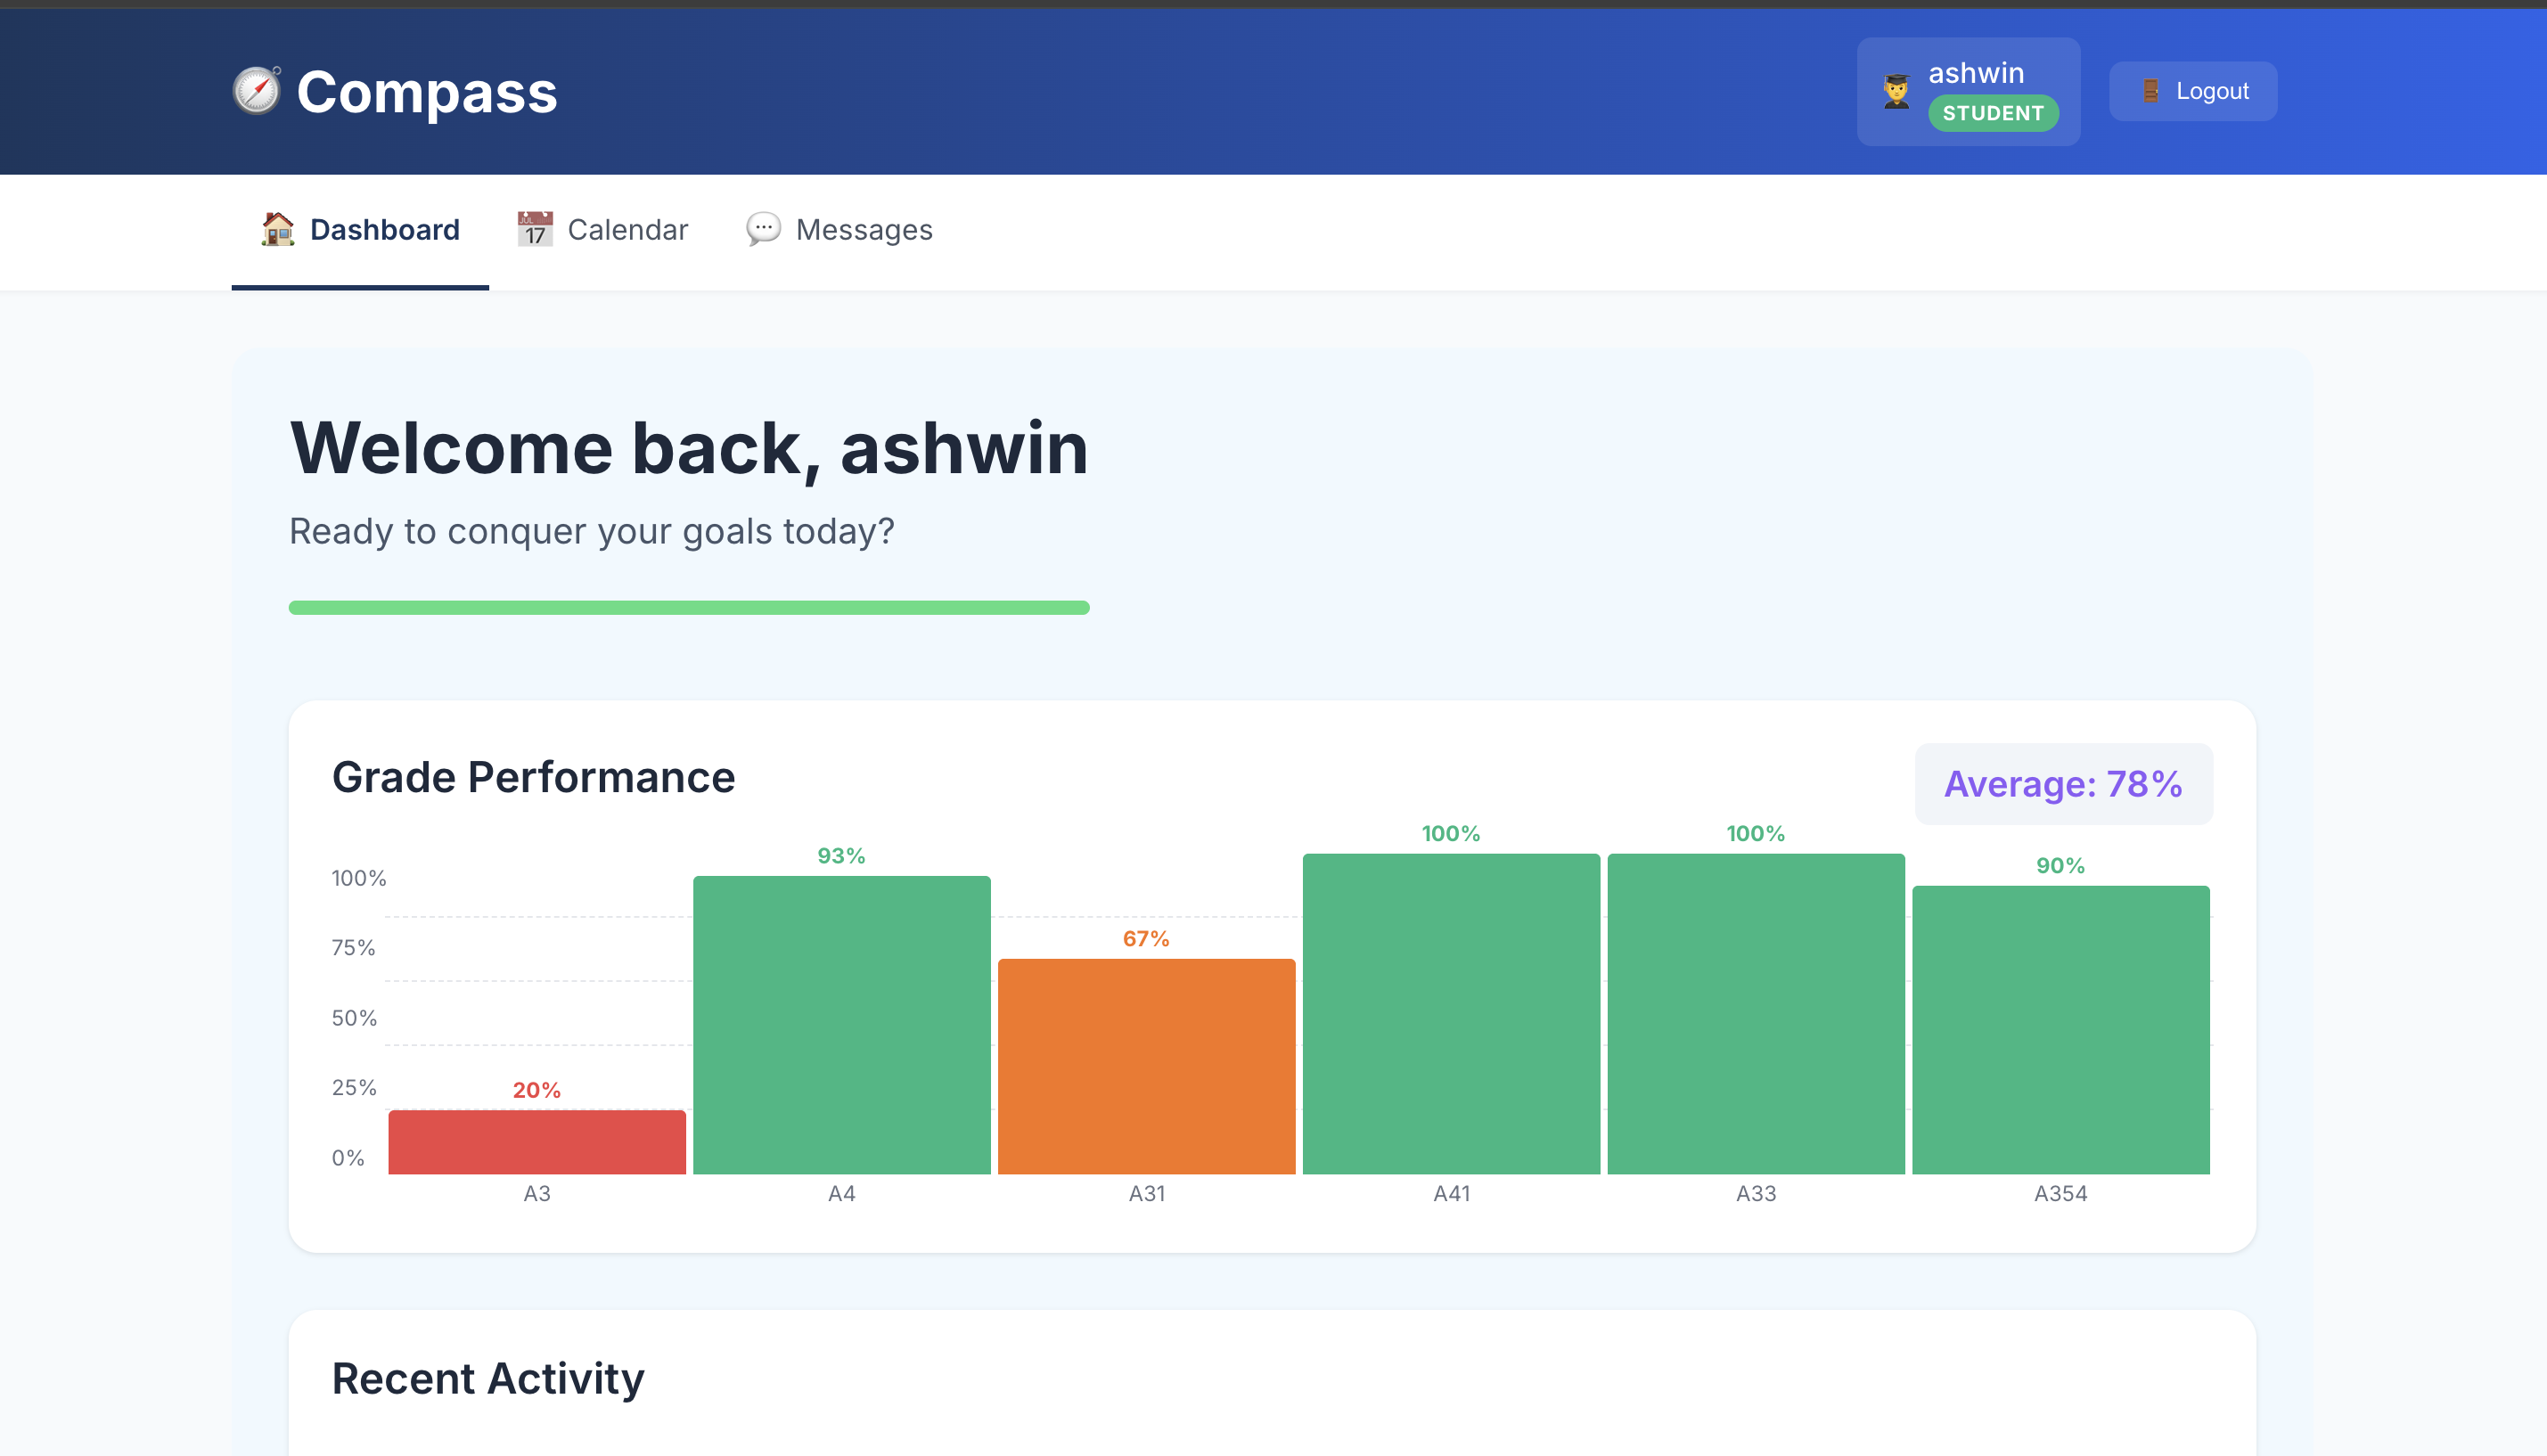 Compass
ashwin
STUDENT
Logout
Dashboard
JUL
17
Calendar
Messages
Welcome back, ashwin
Ready to conquer your goals today?
Grade Performance
Average: 78%
100%
75%
50%
25%
0%
20%
93%
67%
100%
100%
90%
A3
A4
A31
A41
A33
A354
Recent Activity